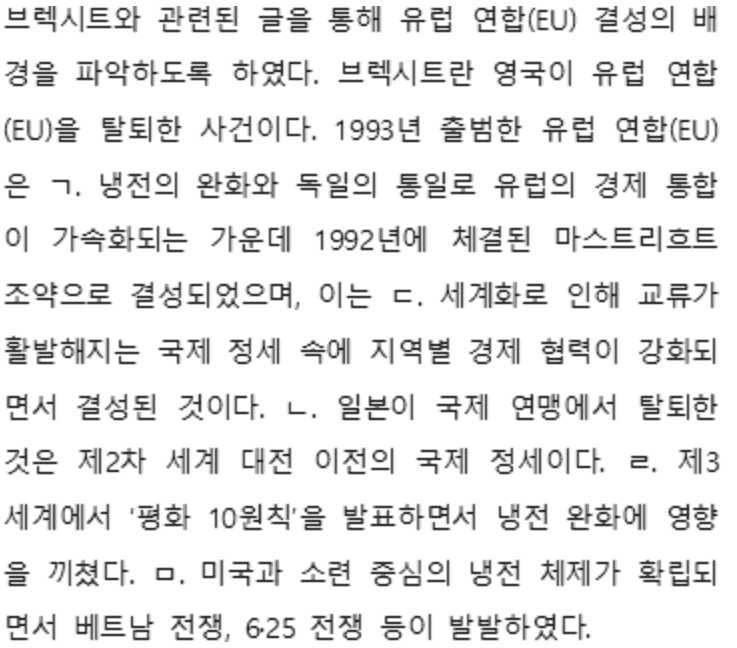 브렉시트와 관련된 글을 통해 유럽 연합(EU) 결성의 배
경을 파악하도록 하였다. 브렉시트란 영국이 유럽 연합
(EU)을 탈퇴한 사건이다. 1993년 출범한 유럽 연합(EU)
은 ㄱ. 냉전의 완화와 독일의 통일로 유럽의 경제 통합
이 가속화되는 가운데 1992년에 체결된 마스트리흐트
조약으로 결성되었으며, 이는 ㄷ. 세계화로 인해 교류가
활발해지는 국제 정세 속에 지역별 경제 협력이 강화되
면서 결성된 것이다. ㄴ. 일본이 국제 연맹에서 탈퇴한
것은 제2차 세계 대전 이전의 국제 정세이다. ㄹ. 제3
세계에서 ‘평화 10원칙’을 발표하면서 냉전 완화에 영향
을 끼쳤다. ㅁ. 미국과 소련 중심의 냉전 체제가 확립되
면서 베트남 전쟁, 6·25 전쟁 등이 발발하였다.